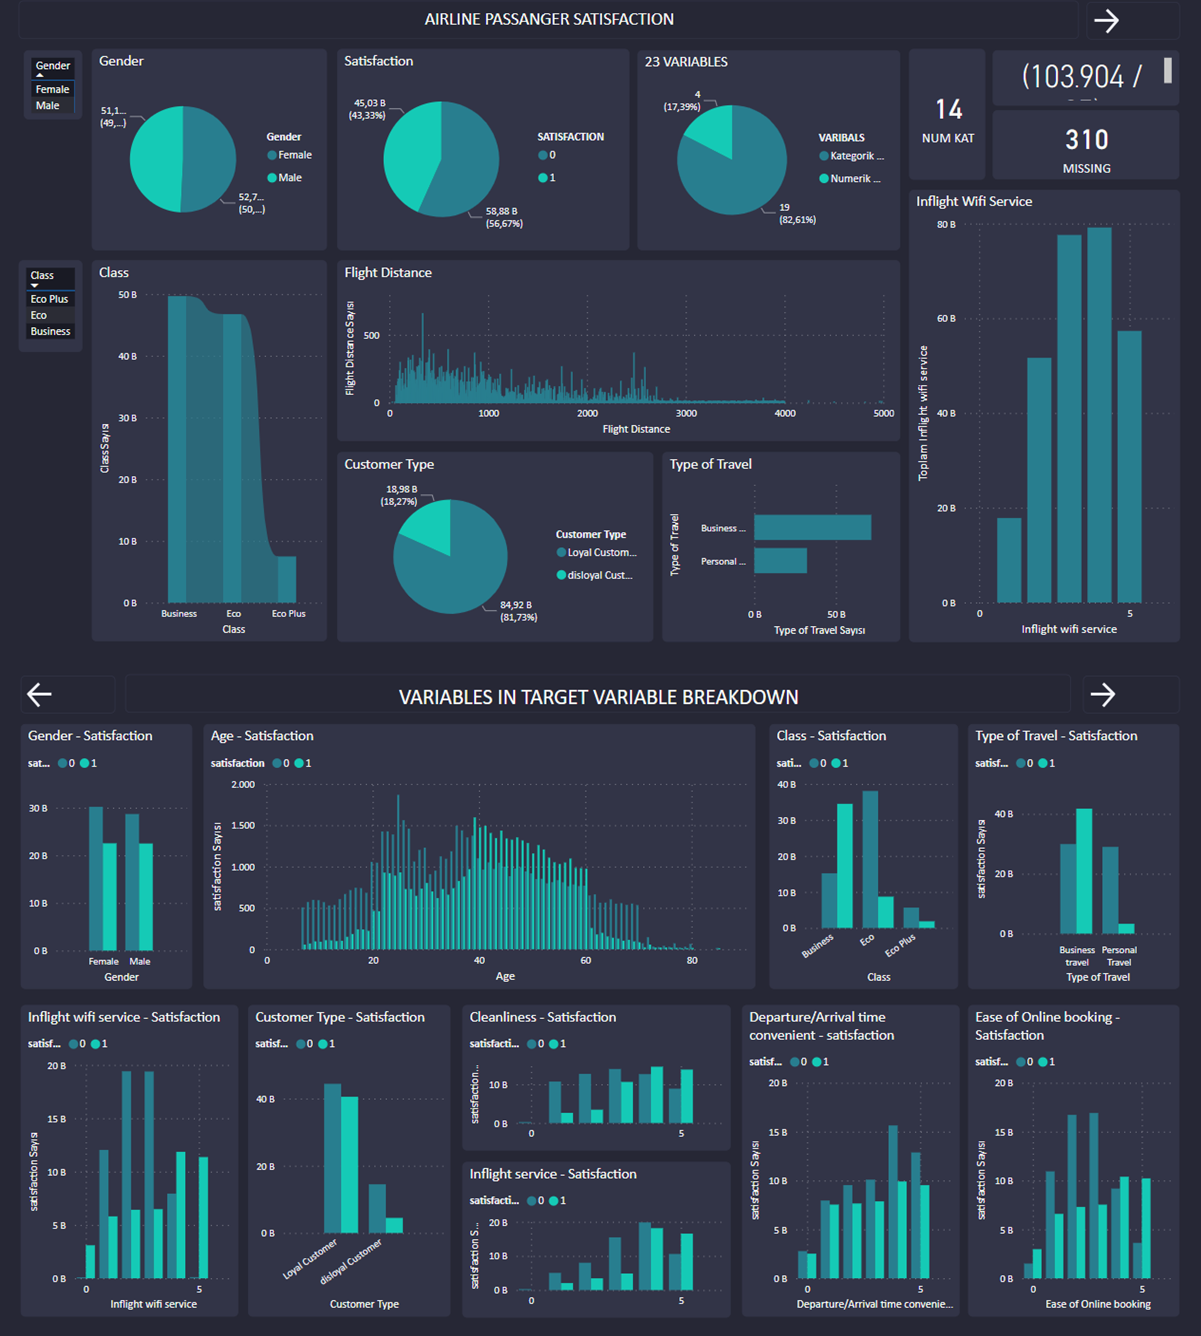 AIRLINE PASSANGER SATISFACTION
Gender
Female
Male
Gender
51,1...
(49,...)
52,7...
(50,...)
Gender
Female
Male
Satisfaction
45,03 B
(43,33%)
58,88 B
(56,67%)
SATISFACTION
0
1
23 VARIABLES
4
(17,39%)
19
(82,61%)
VARIBALS
Kategorik ...
Numerik ...
14
NUM KAT
(103.904 /
310
MISSING
Class
Eco Plus
Eco
Business
Class
50 B
40 B
30 B
20 B
10 B
0 B
Class Sayısı
Business Eco Eco Plus
Class
Flight Distance
Flight Distance Sayısı
500
0
0 1000 2000 3000 4000 5000
Flight Distance
Customer Type
18,98 B
(18,27%)
84,92 B
(81,73%)
Customer Type
Loyal Custom...
disloyal Cust...
Type of Travel
Type of Travel
Business ...
Personal ...
0 B 50 B
Type of Travel Sayısı
Inflight Wifi Service
80 B
60 B
40 B
20 B
0 B
Toplam Inflight wifi service
0 5
Inflight wifi service
VARIABLES IN TARGET VARIABLE BREAKDOWN
Gender - Satisfaction
sat... 0 1
30 B
20 B
10 B
0 B
Female Male
Gender
Age - Satisfaction
satisfaction 0 1
satisfaction Sayısı
2.000
1.500
1.000
500
0
0 20 40 60 80
Age
Class - Satisfaction
sati... 0 1
40 B
30 B
20 B
10 B
0 B
Business Eco Eco Plus
Class
Type of Travel - Satisfaction
satisf... 0 1
satisfaction Sayısı
40 B
20 B
0 B
Business Personal
travel Travel
Type of Travel
Inflight wifi service - Satisfaction
satisf... 0 1
satisfaction Sayısı
20 B
15 B
10 B
5 B
0 B
0 5
Inflight wifi service
Customer Type - Satisfaction
satisf... 0 1
40 B
20 B
0 B
Loyal Customer disloyal Customer
Customer Type
Cleanliness - Satisfaction
satisfacti... 0 1
satisfaction...
10 B
0 B
0 5
Inflight service - Satisfaction
satisfacti... 0 1
satisfaction S...
20 B
10 B
0 B
0 5
Departure/Arrival time
convenient - satisfaction
satisf... 0 1
satisfaction Sayısı
20 B
15 B
10 B
5 B
0 B
0 5
Departure/Arrival time convenie...
Ease of Online booking -
Satisfaction
satisf... 0 1
satisfaction Sayısı
20 B
15 B
10 B
5 B
0 B
0 5
Ease of Online booking